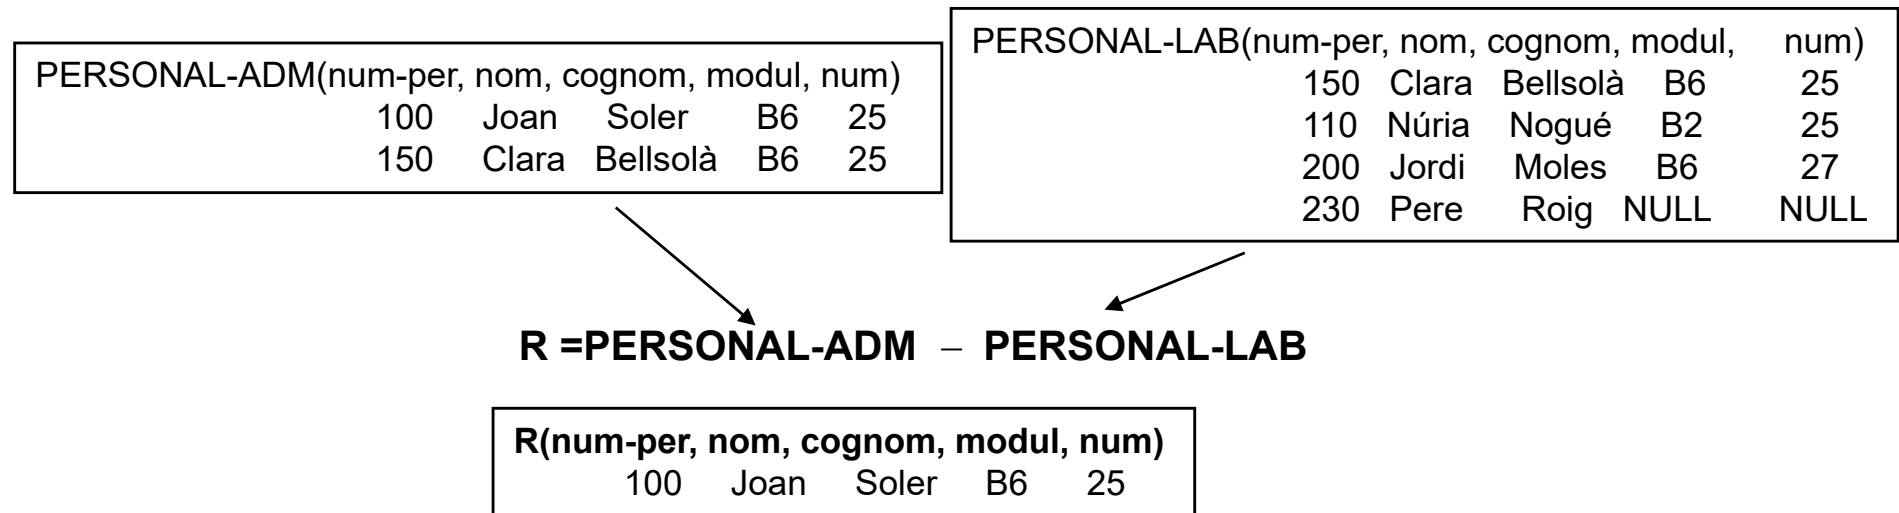 PERSONAL-ADM(num-per, nom, cognom, modul, num)
100 Joan Soler B6 25
150 Clara Bellsolà B6 25
PERSONAL-LAB(num-per, nom, cognom, modul, num)
150 Clara Bellsolà B6 25
110 Núria Nogué B2 25
200 Jordi Moles B6 27
230 Pere Roig NULL NULL
R =PERSONAL-ADM – PERSONAL-LAB
R(num-per, nom, cognom, modul, num)
100 Joan Soler B6 25